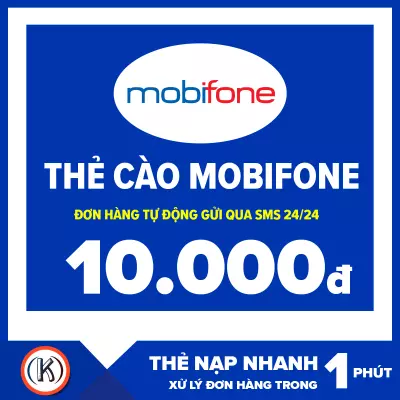 mobifone
THẺ CÀO MOBIFONE
ĐƠN HÀNG TỰ ĐỘNG GỬI QUA SMS 24/24
10.000đ
K
THẺ NẠP NHANH 1 PHÚT
XỬ LÝ ĐƠN HÀNG TRONG